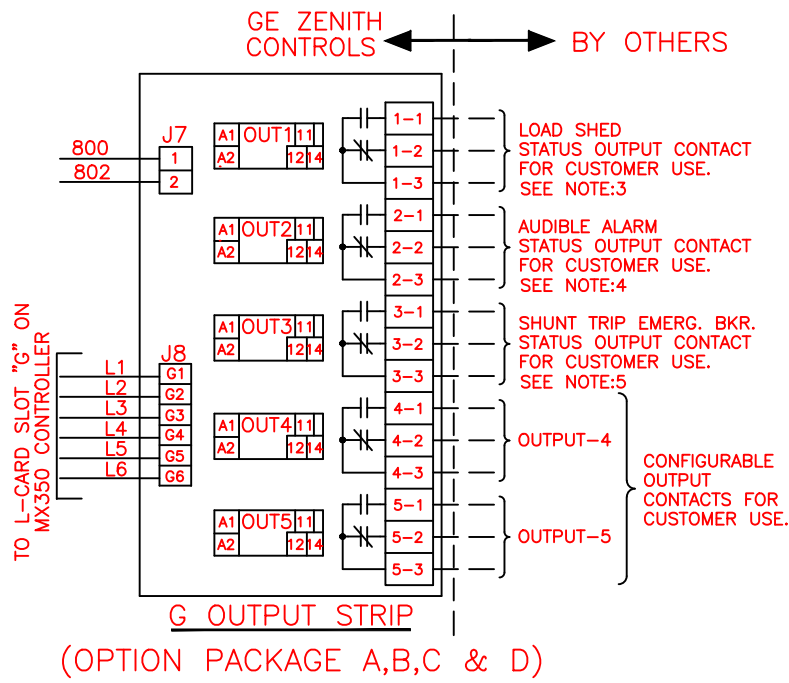 GE ZENITH
CONTROLS
BY OTHERS
J7
800
1
802
2
A1 OUT1 11
A2 12 14
1-1
1-2
1-3
LOAD SHED
STATUS OUTPUT CONTACT
FOR CUSTOMER USE.
SEE NOTE:3
A1 OUT2 11
A2 12 14
2-1
2-2
2-3
AUDIBLE ALARM
STATUS OUTPUT CONTACT
FOR CUSTOMER USE.
SEE NOTE:4
A1 OUT3 11
A2 12 14
3-1
3-2
3-3
SHUNT TRIP EMERG. BKR.
STATUS OUTPUT CONTACT
FOR CUSTOMER USE.
SEE NOTE:5
TO L-CARD SLOT "G" ON
MX350 CONTROLLER
J8
L1 G1
L2 G2
L3 G3
L4 G4
L5 G5
L6 G6
A1 OUT4 11
A2 12 14
4-1
4-2
4-3
OUTPUT-4
A1 OUT5 11
A2 12 14
5-1
5-2
5-3
OUTPUT-5
CONFIGURABLE
OUTPUT
CONTACTS FOR
CUSTOMER USE.
G OUTPUT STRIP
(OPTION PACKAGE A,B,C & D)